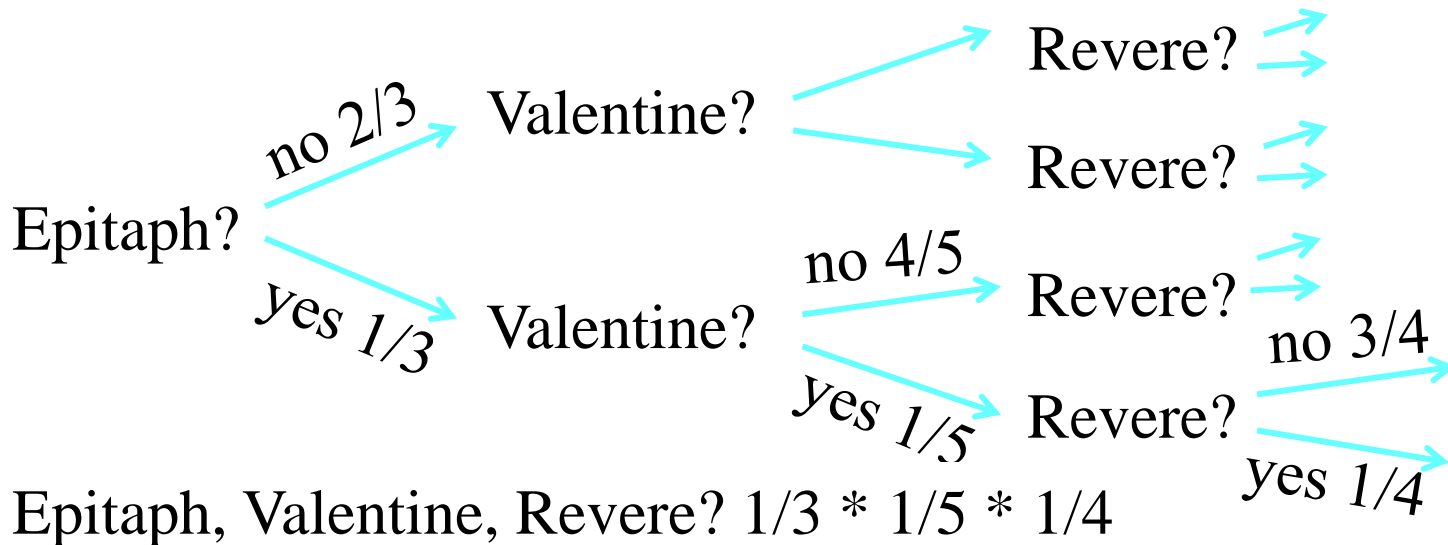 Revere?
no 2/3
Valentine?
Revere?
Epitaph?
no 4/5
Revere?
yes 1/3
Valentine?
no 3/4
yes 1/5
Revere?
yes 1/4
Epitaph, Valentine, Revere? 1/3 * 1/5 * 1/4